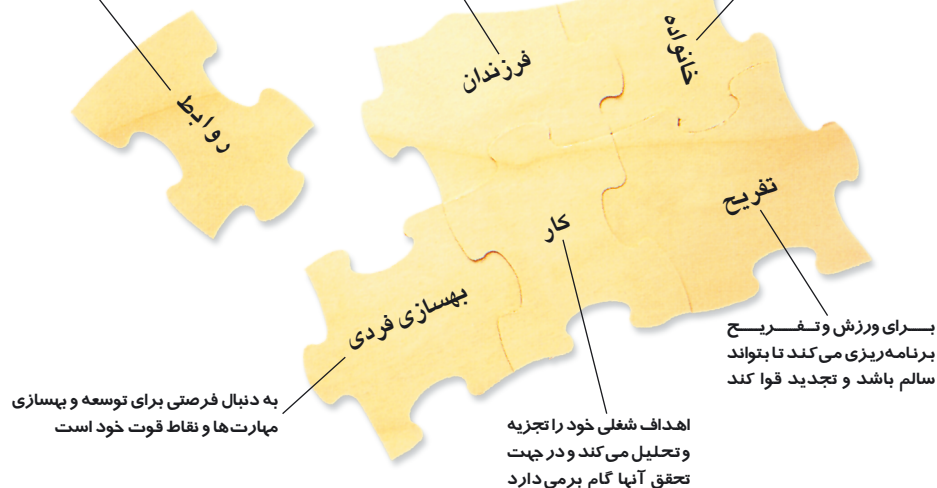 خانواده
فرزندان
روابط
تفریح
کار
بهسازی فردی
بـــرای ورزش و تـــفـــریـــح
برنامه‌ریزی می‌کند تا بتواند
سالم باشد و تجدید قوا کند
اهداف شغلی خود را تجزیه
و تحلیل می‌کند و در جهت
تحقق آنها گام برمی‌دارد
به دنبال فرصتی برای توسعه و بهسازی
مهارت‌ها و نقاط قوت خود است